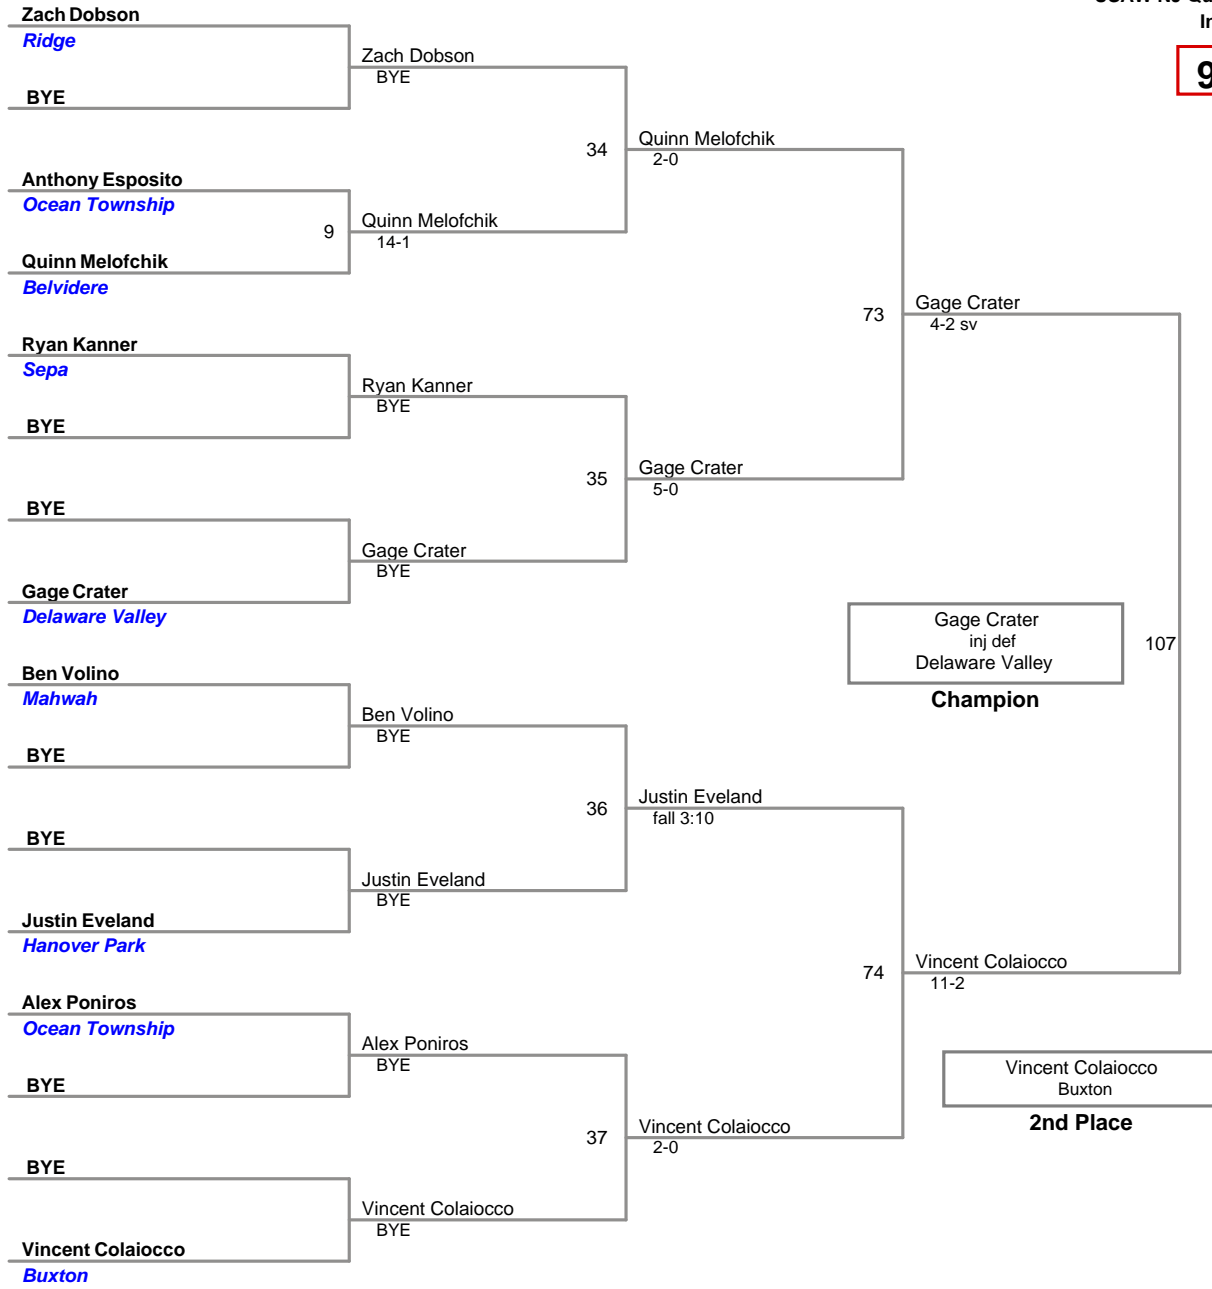 Zach Dobson
Ridge
BYE
Anthony Esposito
Ocean Township
Quinn Melofchik
Belvidere
Ryan Kanner
Sepa
BYE
BYE
Gage Crater
Delaware Valley
Ben Volino
Mahwah
BYE
BYE
Justin Eveland
Hanover Park
Alex Poniros
Ocean Township
BYE
BYE
Vincent Colaiocco
Buxton
Zach Dobson
BYE
9
Quinn Melofchik
14-1
Ryan Kanner
BYE
Gage Crater
BYE
Ben Volino
BYE
Justin Eveland
BYE
Alex Poniros
BYE
Vincent Colaiocco
BYE
34
Quinn Melofchik
2-0
35
Gage Crater
5-0
36
Justin Eveland
fall 3:10
37
Vincent Colaiocco
2-0
73
Gage Crater
4-2 sv
74
Vincent Colaiocco
11-2
Gage Crater
inj def
Delaware Valley
107
Champion
Vincent Colaiocco
Buxton
2nd Place
9